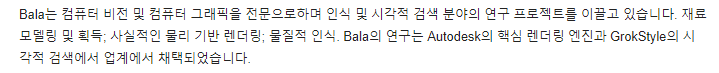 Bala는 컴퓨터 비전 및 컴퓨터 그래픽을 전문으로하며 인식 및 시각적 검색 분야의 연구 프로젝트를 이끌고 있습니다. 재료
모델링 및 획득; 사실적인 물리 기반 렌더링; 물질적 인식. Bala의 연구는 Autodesk의 핵심 렌더링 엔진과 GrokStyle의 시
각적 검색에서 업계에서 채택되었습니다.